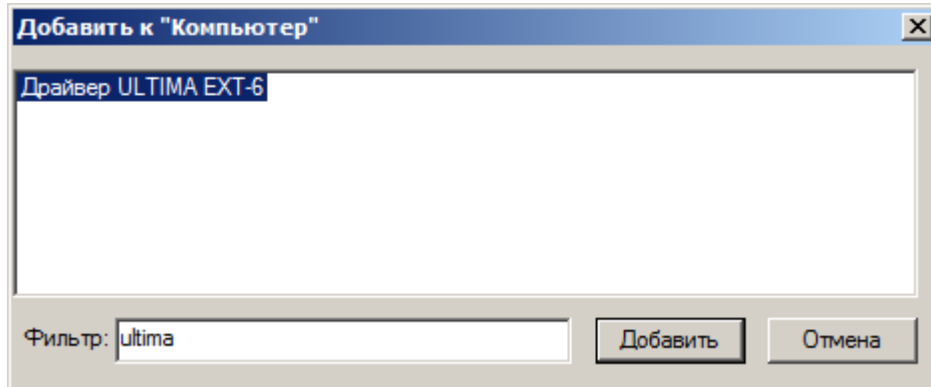 Добавить к "Компьютер"
Драйвер ULTIMA EXT-6
Фильтр: ultima Добавить Отмена